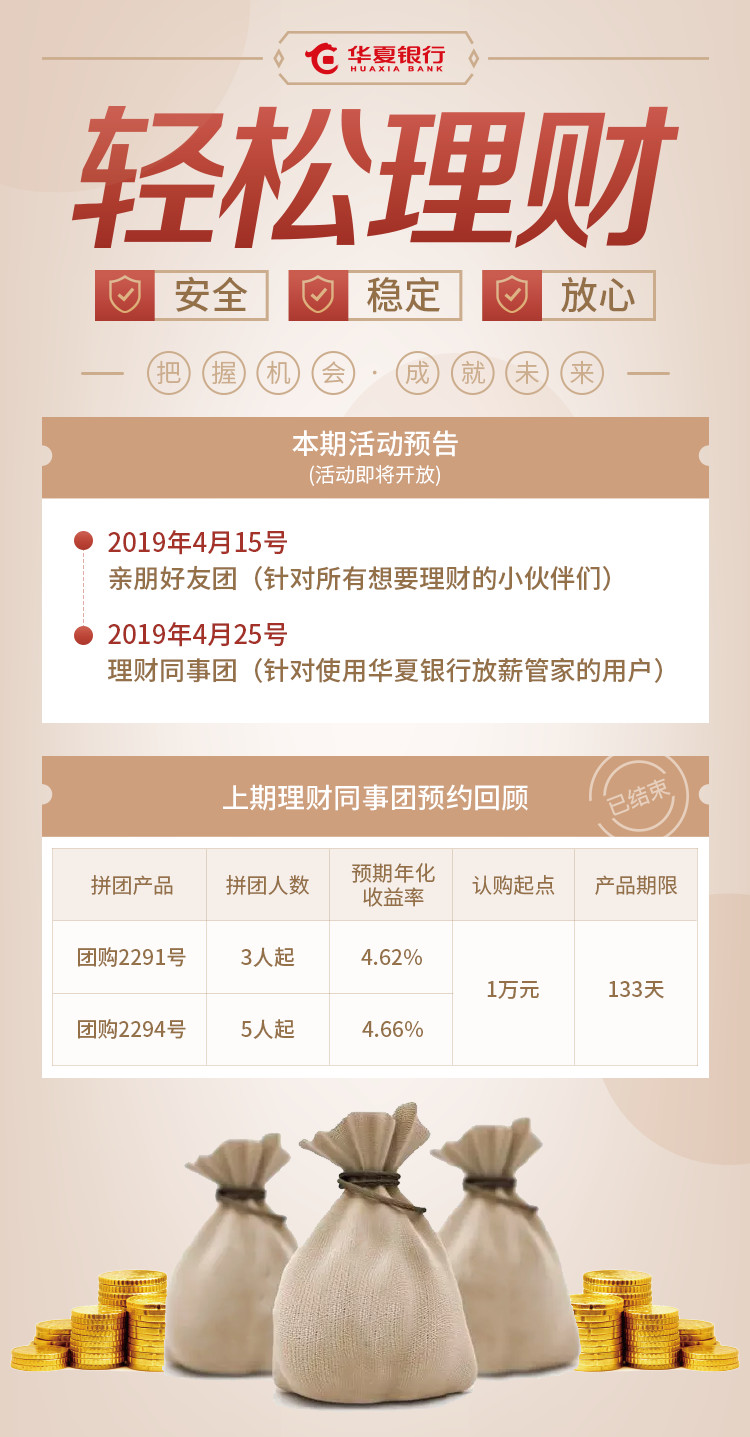 华夏银行
HUAXIA BANK
轻松理财
安全 稳定 放心
把握机会·成就未来
本期活动预告
(活动即将开放)
2019年4月15号
亲朋好友团（针对所有想要理财的小伙伴们）
2019年4月25号
理财同事团（针对使用华夏银行放薪管家的用户）
上期理财同事团预约回顾
已结束
拼团产品 拼团人数 预期年化收益率 认购起点 产品期限
团购2291号 3人起 4.62%
1万元 133天
团购2294号 5人起 4.66%